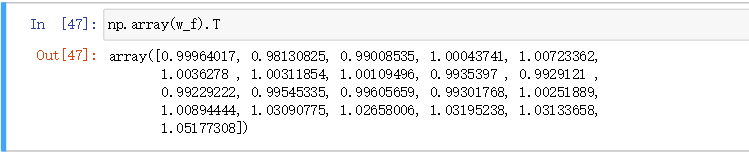 In [47]: np.array(w_f).T
Out[47]: array([0.99964017, 0.98130825, 0.99008535, 1.00043741, 1.00723362,
1.0036278 , 1.00311854, 1.00109496, 0.9935397 , 0.9929121 ,
0.99229222, 0.99545335, 0.99605659, 0.99301768, 1.00251889,
1.00894444, 1.03090775, 1.02658006, 1.03195238, 1.03133658,
1.05177308])